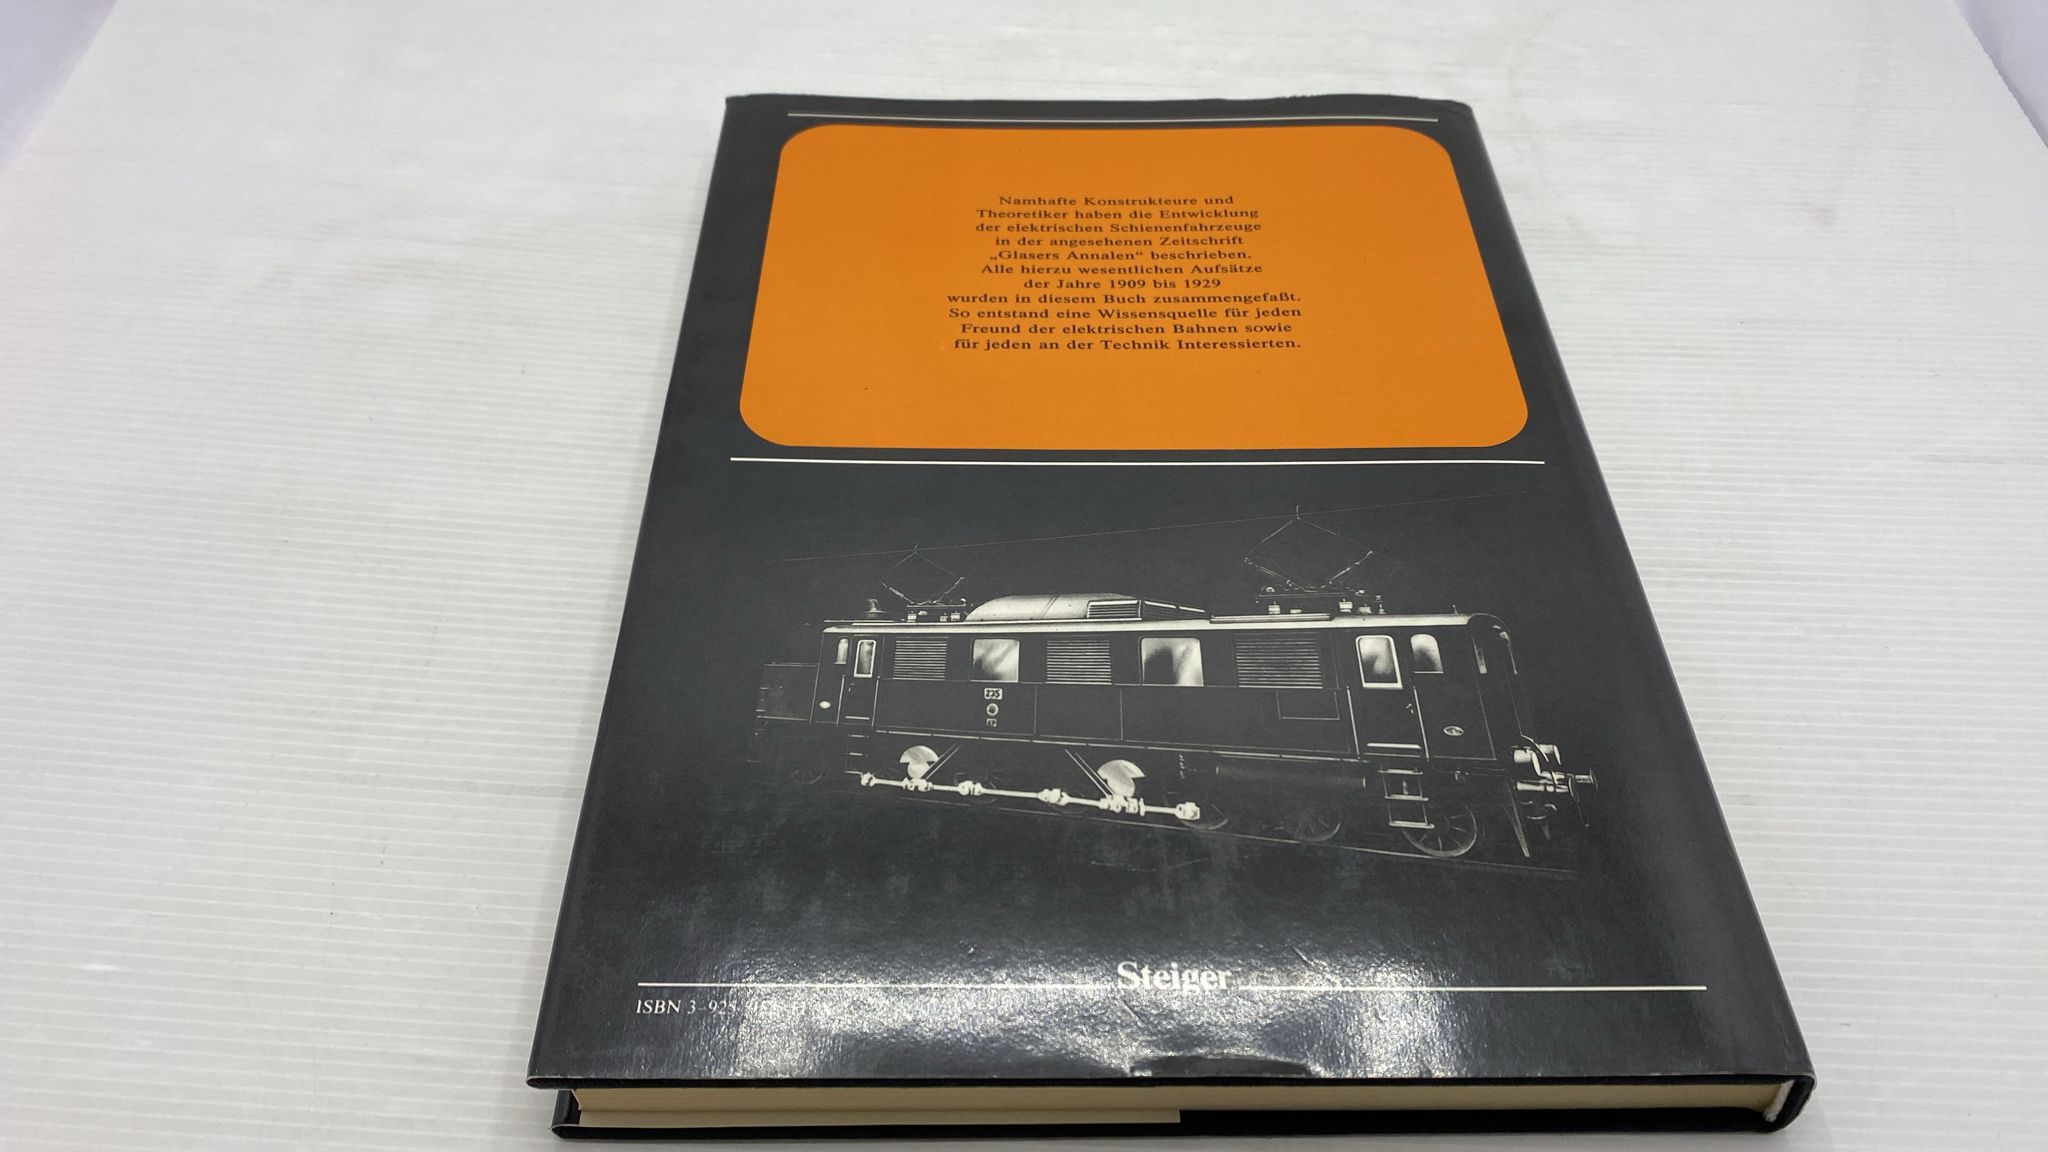 Namhafte Konstrukteure und
Theoretiker haben die Entwicklung
der elektrischen Schienenfahrzeuge
in der angesehenen Zeitschrift
„Glasers Annalen“ beschrieben.
Alle hierzu wesentlichen Aufsätze
der Jahre 1909 bis 1929
wurden in diesem Buch zusammengefaßt.
So entstand eine Wissensquelle für jeden
Freund der elektrischen Bahnen sowie
für jeden an der Technik Interessierten.
Steiger
ISBN